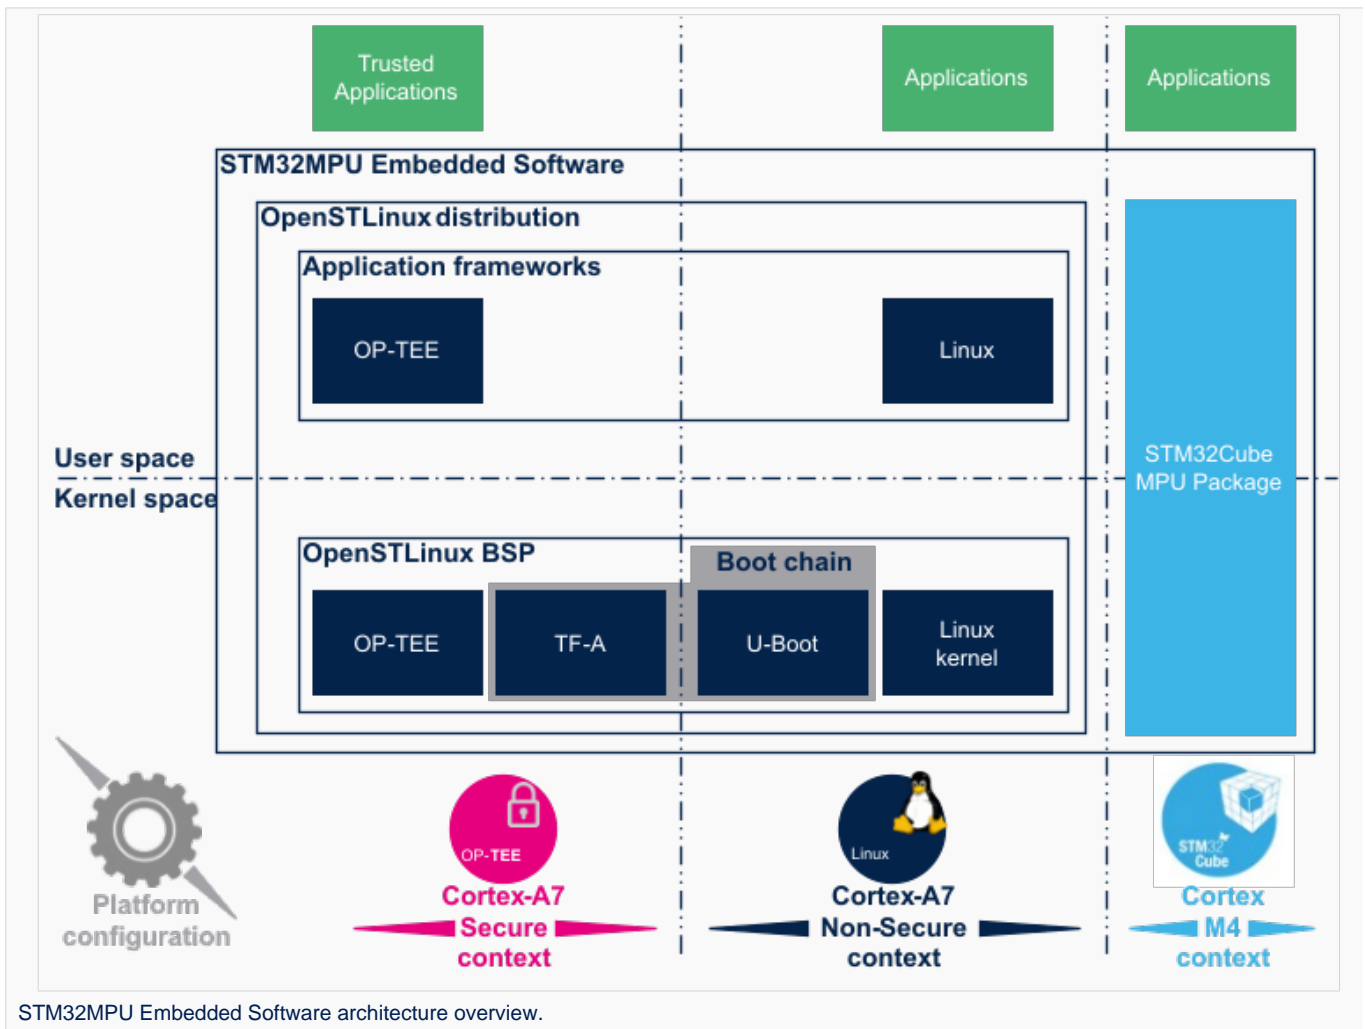 Trusted
Applications
Applications
Applications
STM32MPU Embedded Software
OpenSTLinux distribution
Application frameworks
OP-TEE
Linux
User space
Kernel space
STM32Cube
MPU Package
OpenSTLinux BSP
Boot chain
OP-TEE
TF-A
U-Boot
Linux
kernel
Platform
configuration
OP-TEE
Cortex-A7
Secure
context
Linux
Cortex-A7
Non-Secure
context
STM32
Cube
Cortex
M4
context
STM32MPU Embedded Software architecture overview.